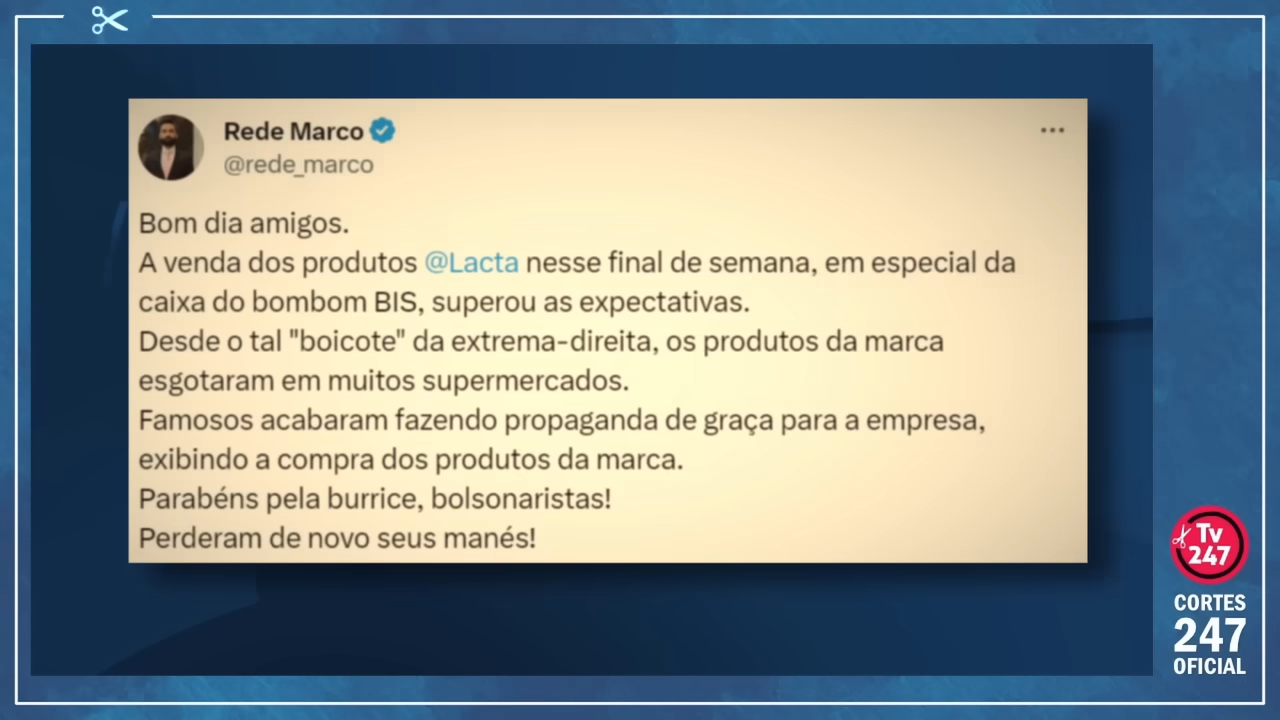 Rede Marco
@rede_marco
Bom dia amigos.
A venda dos produtos @Lacta nesse final de semana, em especial da
caixa do bombom BIS, superou as expectativas.
Desde o tal "boicote" da extrema-direita, os produtos da marca
esgotaram em muitos supermercados.
Famosos acabaram fazendo propaganda de graça para a empresa,
exibindo a compra dos produtos da marca.
Parabéns pela burrice, bolsonaristas!
Perderam de novo seus manés!
Tv
247
CORTES
247
OFICIAL